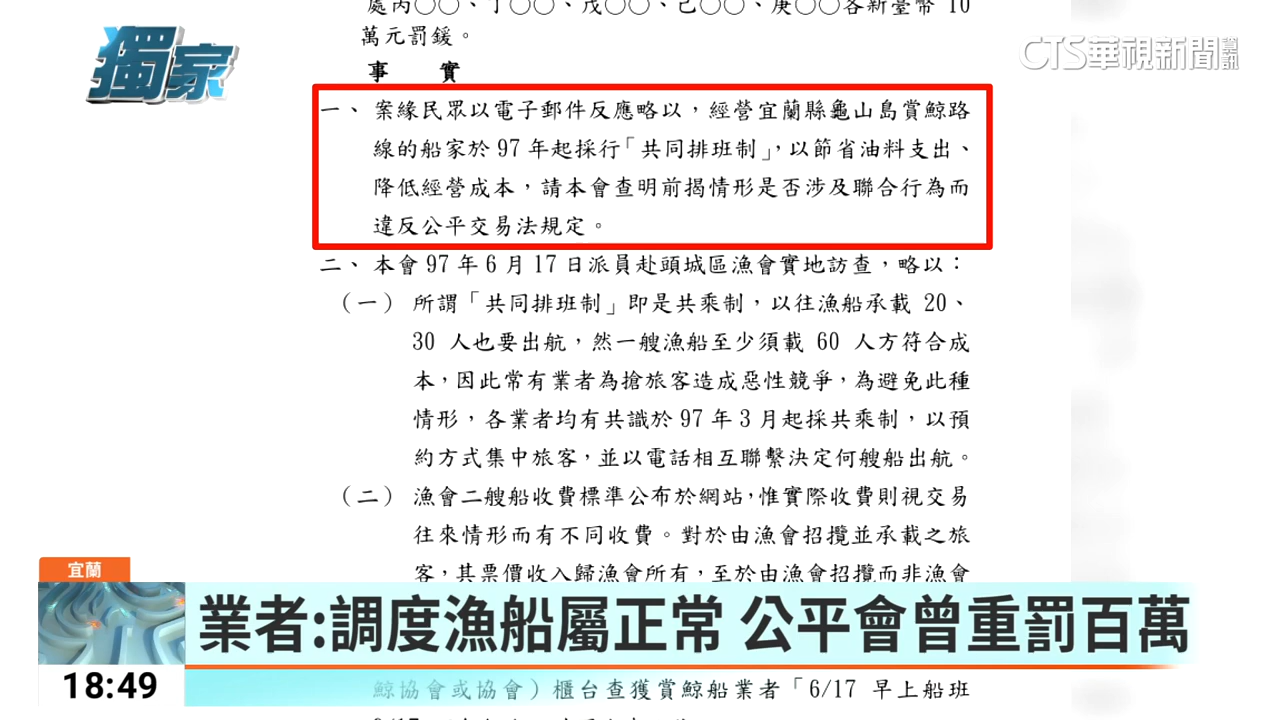 處丙○○、丁○○、戊○○、己○○、庚○○各新臺幣 10
萬元罰鍰。
獨家
CTS華視新聞資訊
事 實
一、 案緣民眾以電子郵件反應略以，經營宜蘭縣龜山島賞鯨路
線的船家於 97 年起採行「共同排班制」，以節省油料支出、
降低經營成本，請本會查明前揭情形是否涉及聯合行為而
違反公平交易法規定。
二、 本會 97 年 6 月 17 日派員赴頭城區漁會實地訪查，略以：
（一） 所謂「共同排班制」即是共乘制，以往漁船承載 20、
30 人也要出航，然一艘漁船至少須載 60 人方符合成
本，因此常有業者為搶旅客造成惡性競爭，為避免此種
情形，各業者均有共識於 97 年 3 月起採共乘制，以預
約方式集中旅客，並以電話相互聯繫決定何艘船出航。
（二） 漁會二艘船收費標準公布於網站，惟實際收費則視交易
往來情形而有不同收費。對於由漁會招攬並承載之旅
客，其票價收入歸漁會所有，至於由漁會招攬而非漁會
宜蘭
業者:調度漁船屬正常 公平會曾重罰百萬
18:49
鯨協會或協會）櫃台查獲賞鯨船業者「6/17 早上船班